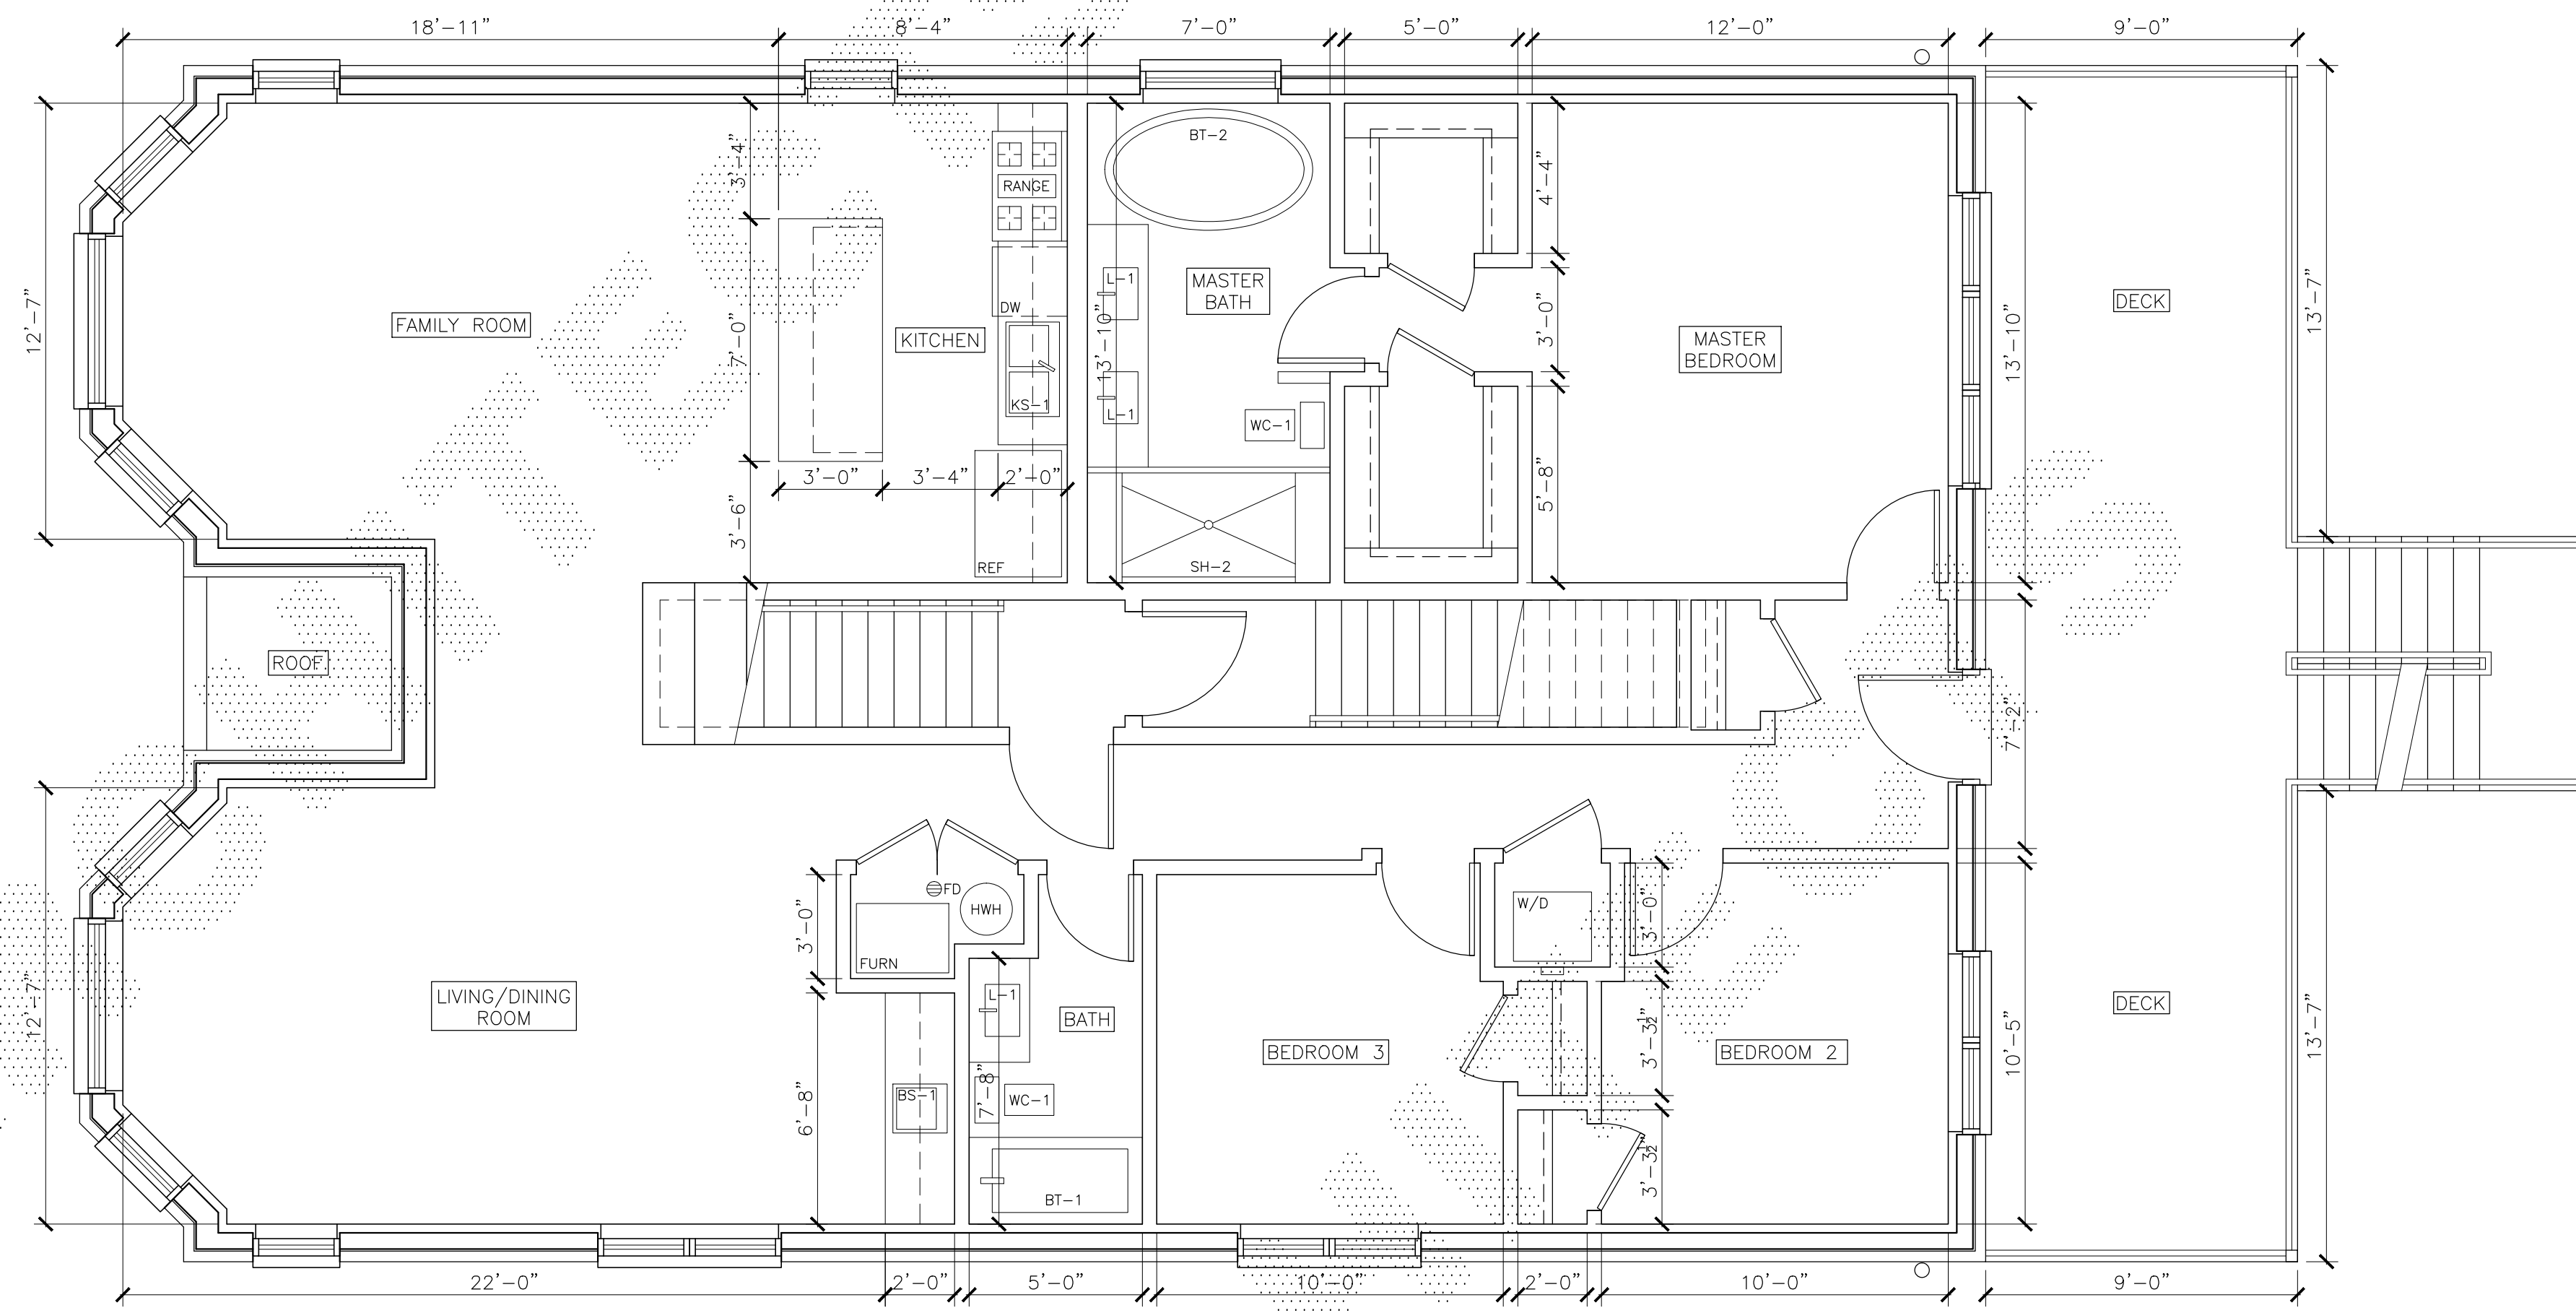 18'-11"
8'-4"
7'-0"
5'-0"
12'-0"
9'-0"
12'-7"
3'-4"
7'-0"
3'-6"
FAMILY ROOM
KITCHEN
RANGE
DW
KS-1
REF
3'-0"
3'-4"
2'-0"
BT-2
L-1
L-1
13'-10"
MASTER
BATH
WC-1
SH-2
4'-4"
3'-0"
5'-8"
MASTER
BEDROOM
13'-10"
DECK
13'-7"
ROOF
7'-2"
12'-7"
LIVING/DINING
ROOM
3'-0"
6'-8"
FD
HWH
FURN
BS-1
L-1
BATH
7'-8"
WC-1
BT-1
BEDROOM 3
W/D
3'-0"
3'-3½"
3'-3½"
BEDROOM 2
10'-5"
DECK
13'-7"
22'-0"
2'-0"
5'-0"
10'-0"
2'-0"
10'-0"
9'-0"